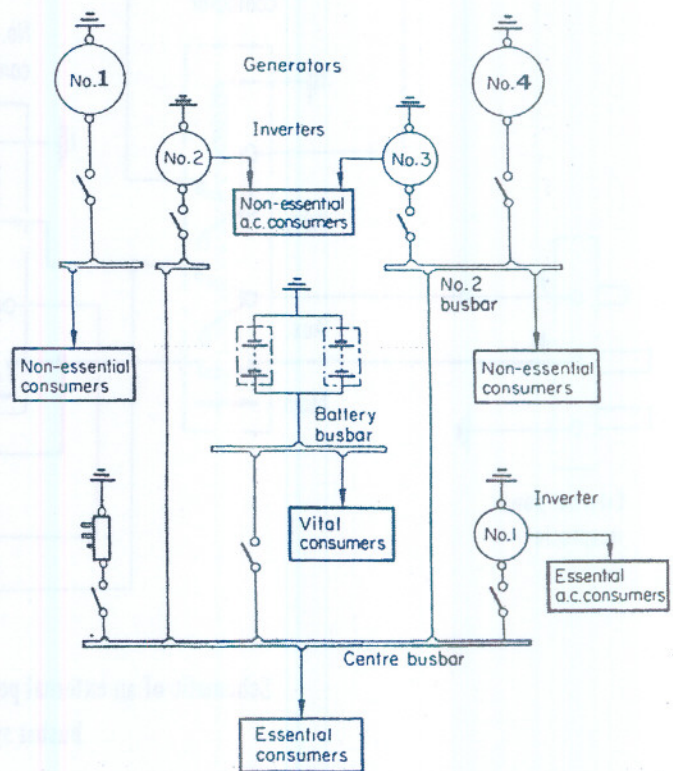 No.1
Generators
No.4
Inverters
No.2
No.3
Non-essential
a.c. consumers
No.2
busbar
Non-essential
consumers
Non-essential
consumers
Battery
busbar
Vital
consumers
Inverter
No.1
Essential
a.c. consumers
Centre busbar
Essential
consumers